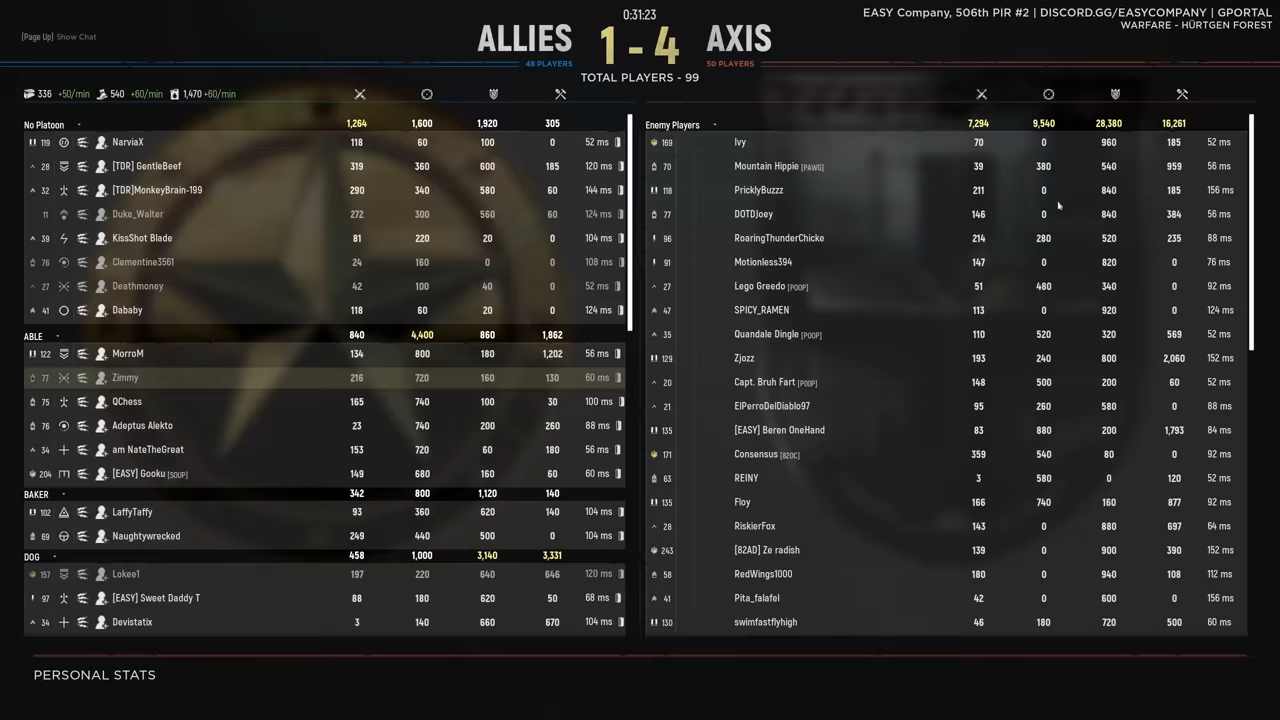 0:31:23
EASY Company, 506th PIR #2 | DISCORD.GG/EASYCOMPANY | GPORTAL
WARFARE - HÜRTGEN FOREST
[Page Up] Show Chat
ALLIES 1 - 4 AXIS
48 PLAYERS 50 PLAYERS
TOTAL PLAYERS - 99
336 +50/min 540 +60/min 1,470 +60/min
No Platoon - 1,264 1,600 1,920 305
119 NarviaX 118 60 100 0 52 ms
28 [TDR] GentleBeef 319 360 600 185 120 ms
32 [TDR]MonkeyBrain-199 290 340 580 60 144 ms
11 Duke_Walter 272 300 560 60 124 ms
39 KissShot Blade 81 220 20 0 104 ms
76 Clementine3561 24 160 0 0 108 ms
27 Deathmoney 42 100 40 0 52 ms
41 Dababy 118 60 20 0 124 ms
ABLE - 840 4,400 860 1,862
122 MorroM 134 800 180 1,202 56 ms
77 Zimmy 216 720 160 130 60 ms
75 QChess 165 740 100 30 100 ms
76 Adeptus Alekto 23 740 200 260 88 ms
34 am NateTheGreat 153 720 60 180 56 ms
204 [EASY] Gooku [SOUP] 149 680 160 60 60 ms
BAKER - 342 800 1,120 140
102 LaffyTaffy 93 360 620 140 104 ms
69 Naughtywrecked 249 440 500 0 104 ms
DOG - 458 1,000 3,140 3,331
157 Lokee1 197 220 640 646 120 ms
97 [EASY] Sweet Daddy T 88 180 620 50 68 ms
34 Devistatix 3 140 660 670 104 ms
Enemy Players - 7,294 9,540 28,380 16,261
169 Ivy 70 0 960 185 52 ms
70 Mountain Hippie [PAWG] 39 380 540 959 56 ms
118 PricklyBuzzz 211 0 840 185 156 ms
77 DOTDJoey 146 0 840 384 56 ms
96 RoaringThunderChicke 214 280 520 235 88 ms
91 Motionless394 147 0 820 0 76 ms
27 Lego Greedo [POOP] 51 480 340 0 92 ms
47 SPICY_RAMEN 113 0 920 0 124 ms
35 Quandale Dingle [POOP] 110 520 320 569 52 ms
129 Zjozz 193 240 800 2,060 152 ms
20 Capt. Bruh Fart [POOP] 148 500 200 60 52 ms
21 ElPerroDelDiablo97 95 260 580 0 88 ms
135 [EASY] Beren OneHand 83 880 200 1,793 84 ms
171 Consensus [82OC] 359 540 80 0 92 ms
63 REINY 3 580 0 120 52 ms
135 Floy 166 740 160 877 92 ms
28 RiskierFox 143 0 880 697 64 ms
243 [82AD] Ze radish 139 0 900 390 152 ms
58 RedWings1000 180 0 940 108 112 ms
41 Pita_falafel 42 0 600 0 156 ms
130 swimfastflyhigh 46 180 720 500 60 ms
PERSONAL STATS